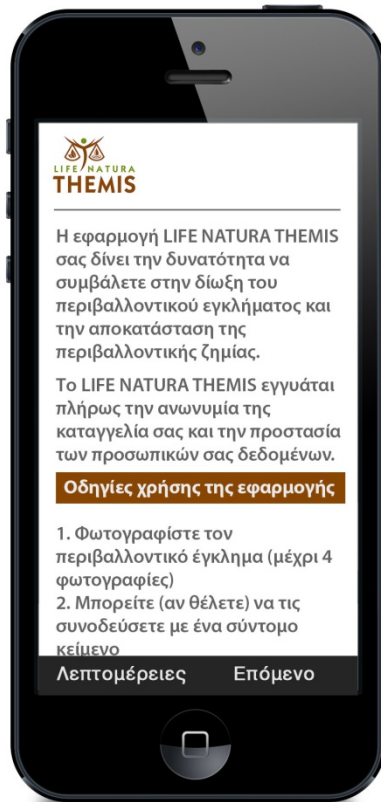 LIFE NATURA
THEMIS
Η εφαρμογή LIFE NATURA THEMIS
σας δίνει την δυνατότητα να
συμβάλετε στην δίωξη του
περιβαλλοντικού εγκλήματος και
την αποκατάσταση της
περιβαλλοντικής ζημίας.
Το LIFE NATURA THEMIS εγγυάται
πλήρως την ανωνυμία της
καταγγελία σας και την προστασία
των προσωπικών σας δεδομένων.
Οδηγίες χρήσης της εφαρμογής
1. Φωτογραφίστε τον
περιβαλλοντικό έγκλημα (μέχρι 4
φωτογραφίες)
2. Μπορείτε (αν θέλετε) να τις
συνοδεύσετε με ένα σύντομο
κείμενο
Λεπτομέρειες Επόμενο